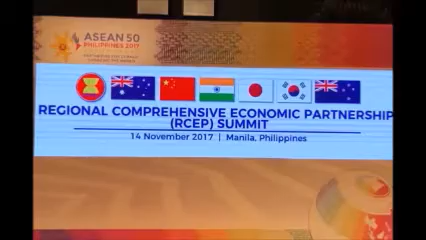 ASEAN 50
PHILIPPINES 2017
REGIONAL COMPREHENSIVE ECONOMIC PARTNERSHIP
(RCEP) SUMMIT
14 November 2017 | Manila, Philippines